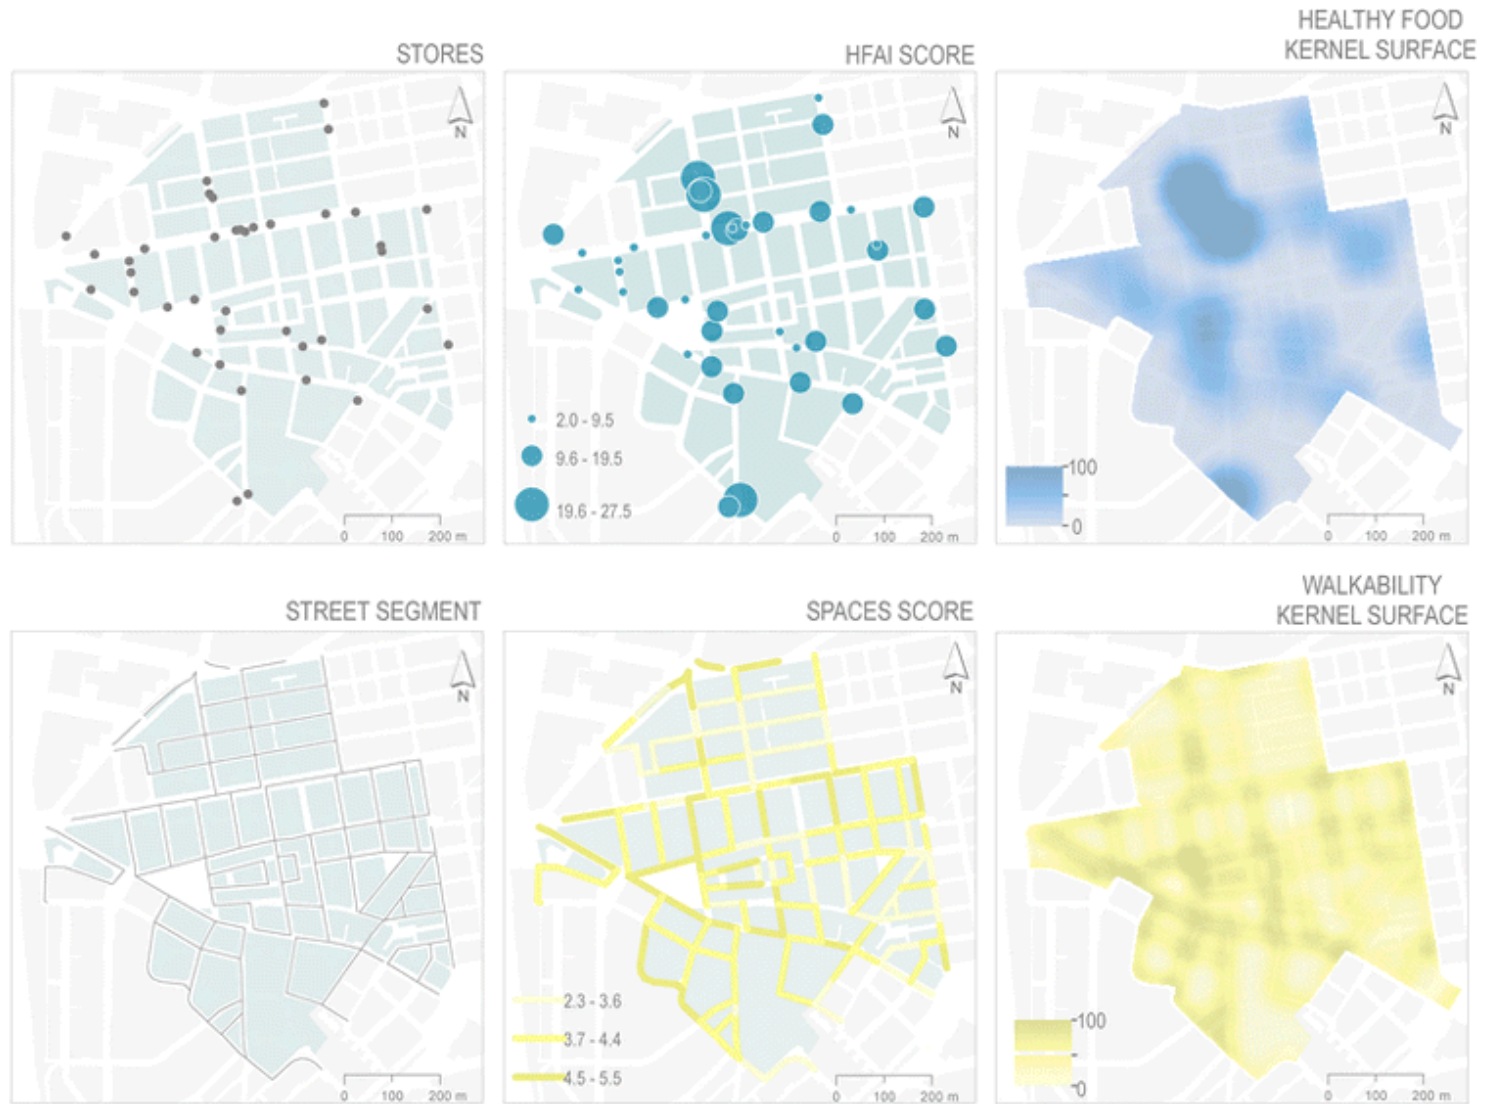 STORES
HFAI SCORE
HEALTHY FOOD
KERNEL SURFACE
N
N
N
2.0 - 9.5
9.6 - 19.5
19.6 - 27.5
100
0
0 100 200 m
0 100 200 m
0 100 200 m
STREET SEGMENT
SPACES SCORE
WALKABILITY
KERNEL SURFACE
N
N
N
2.3 - 3.6
3.7 - 4.4
4.5 - 5.5
100
0
0 100 200 m
0 100 200 m
0 100 200 m